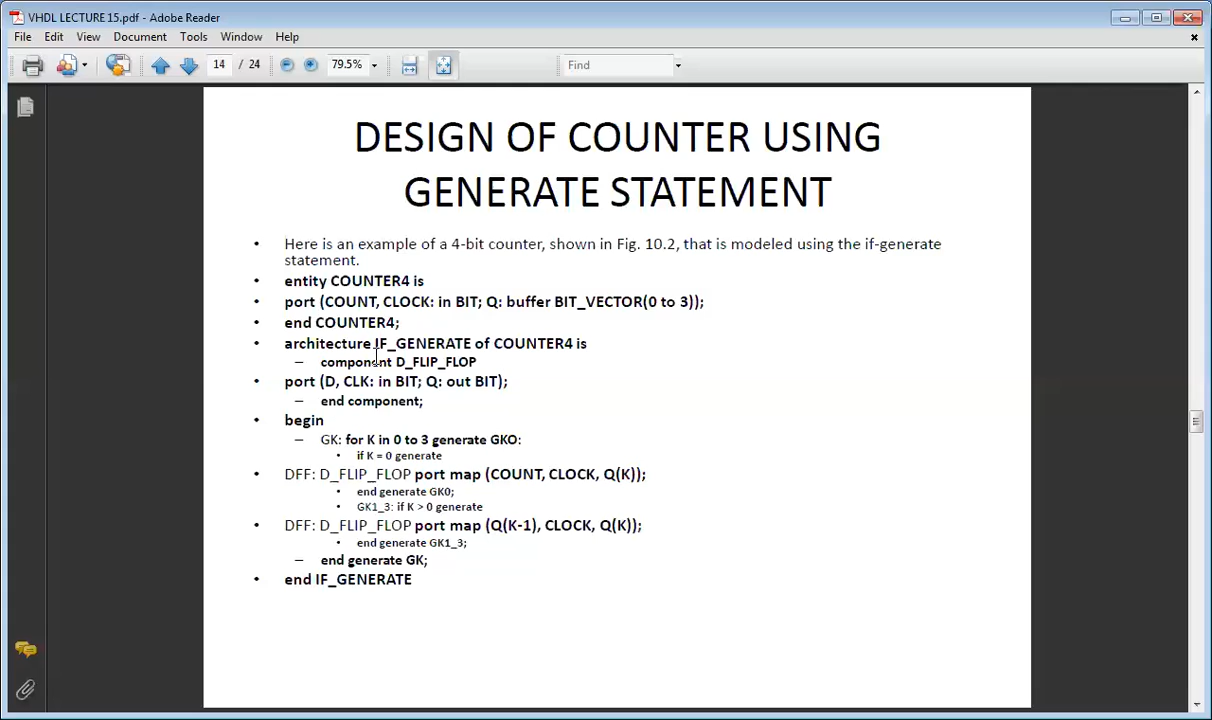 VHDL LECTURE 15.pdf - Adobe Reader
File Edit View Document Tools Window Help
14 / 24 79.5% Find
DESIGN OF COUNTER USING
GENERATE STATEMENT
• Here is an example of a 4-bit counter, shown in Fig. 10.2, that is modeled using the if-generate
statement.
• entity COUNTER4 is
• port (COUNT, CLOCK: in BIT; Q: buffer BIT_VECTOR(0 to 3));
• end COUNTER4;
• architecture IF_GENERATE of COUNTER4 is
– component D_FLIP_FLOP
• port (D, CLK: in BIT; Q: out BIT);
– end component;
• begin
– GK: for K in 0 to 3 generate GKO:
• if K = 0 generate
• DFF: D_FLIP_FLOP port map (COUNT, CLOCK, Q(K));
• end generate GK0;
• GK1_3: if K > 0 generate
• DFF: D_FLIP_FLOP port map (Q(K-1), CLOCK, Q(K));
• end generate GK1_3;
– end generate GK;
• end IF_GENERATE